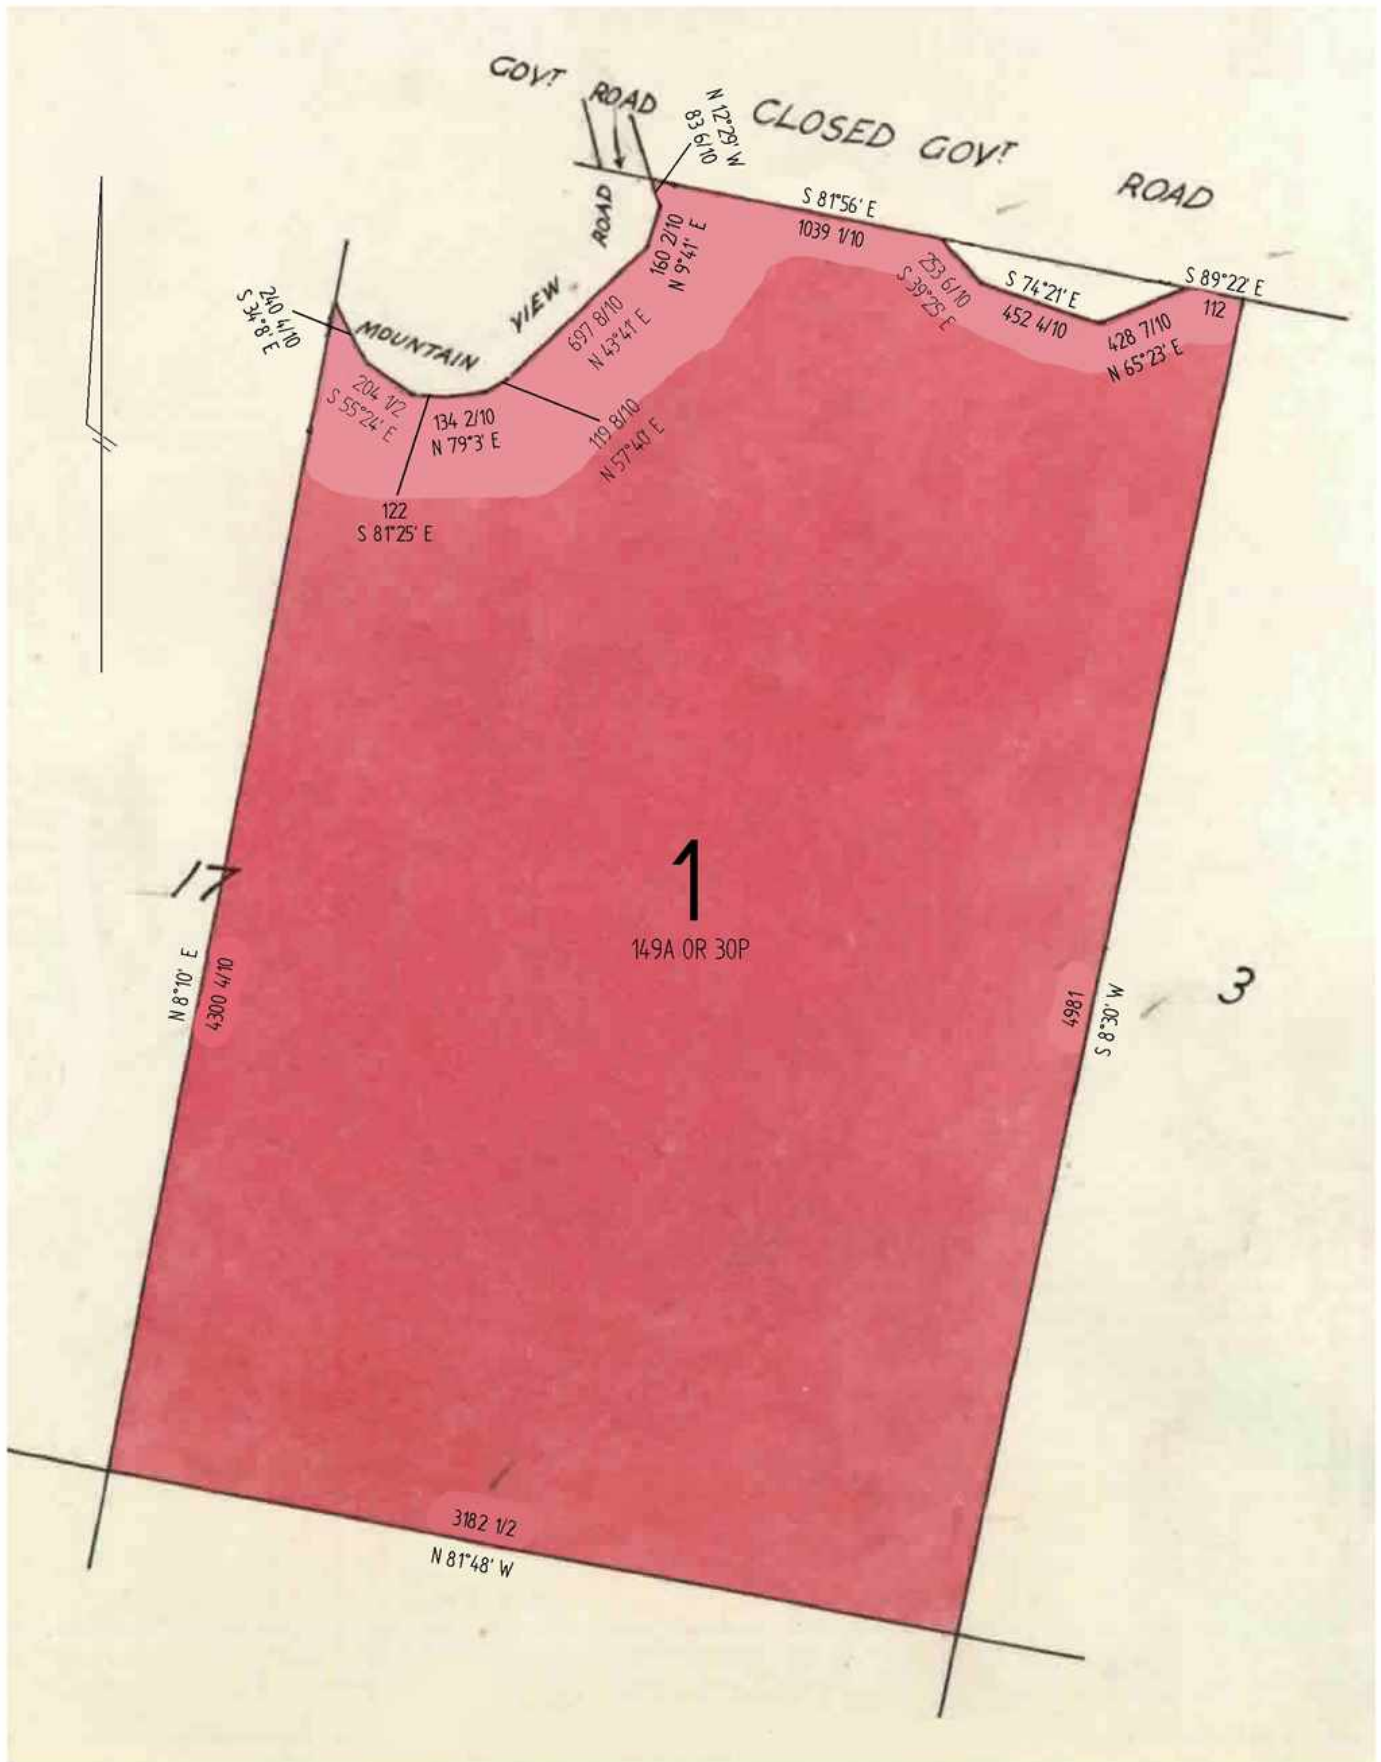 GOVT ROAD
N 12°29' W
83 6/10
CLOSED GOVT ROAD
S 81°56' E
1039 1/10
ROAD
160 2/10
N 9°41' E
253 6/10
S 39°25' E
S 74°21' E
452 4/10
S 89°22' E
112
428 7/10
N 65°23' E
240 4/10
S 34°8' E
MOUNTAIN VIEW
697 8/10
N 43°41' E
204 1/2
S 55°24' E
134 2/10
N 79°3' E
119 8/10
N 57°40' E
122
S 81°25' E
17
1
149A 0R 30P
N 8°10' E
4300 4/10
4981
S 8°30' W
3
3182 1/2
N 81°48' W